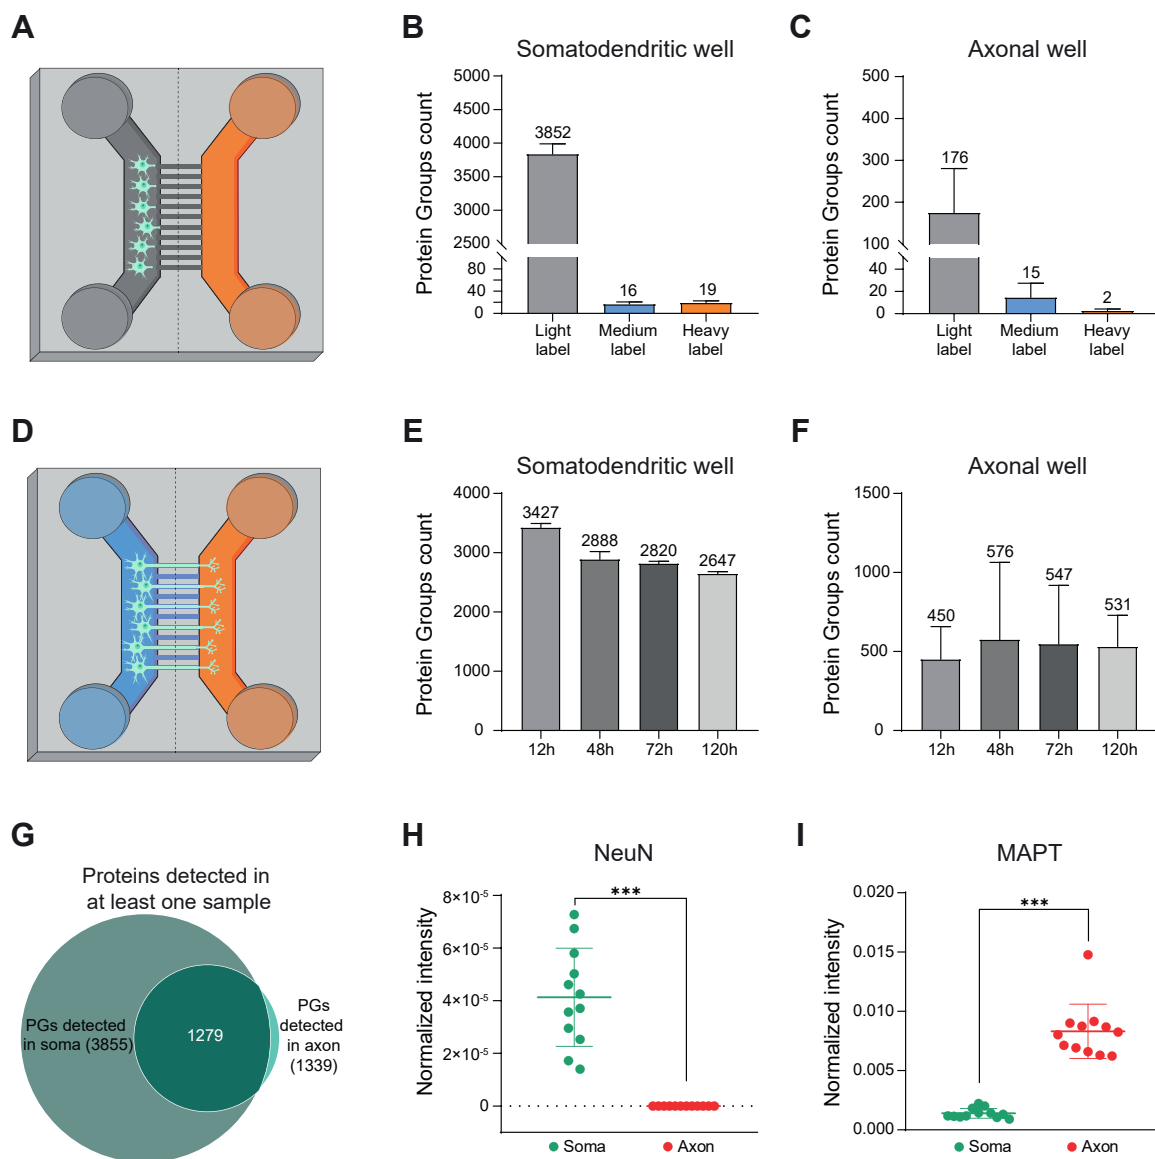 A
B
Somatodendritic well
Protein Groups count
5000
4500
4000
3500
3000
2500
80
40
0
3852
16
19
Light
label
Medium
label
Heavy
label
C
Axonal well
Protein Groups count
500
400
300
200
100
40
20
0
176
15
2
Light
label
Medium
label
Heavy
label
D
E
Somatodendritic well
Protein Groups count
4000
3000
2000
1000
0
3427
2888
2820
2647
12h
48h
72h
120h
F
Axonal well
Protein Groups count
1500
1000
500
0
450
576
547
531
12h
48h
72h
120h
G
Proteins detected in
at least one sample
PGs detected
in soma (3855)
1279
PGs
detected
in axon
(1339)
H
NeuN
Normalized intensity
8×10⁻⁵
6×10⁻⁵
4×10⁻⁵
2×10⁻⁵
0
***
Soma
Axon
I
MAPT
Normalized intensity
0.020
0.015
0.010
0.005
0.000
***
Soma
Axon